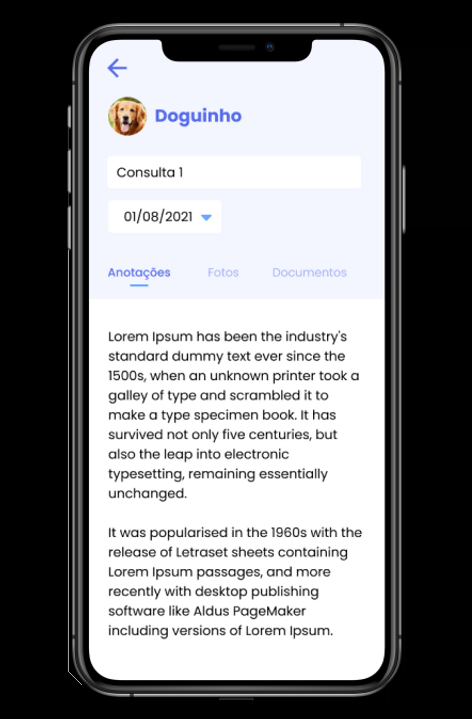 Doguinho
Consulta 1
01/08/2021
Anotações Fotos Documentos
Lorem Ipsum has been the industry's
standard dummy text ever since the
1500s, when an unknown printer took a
galley of type and scrambled it to
make a type specimen book. It has
survived not only five centuries, but
also the leap into electronic
typesetting, remaining essentially
unchanged.
It was popularised in the 1960s with the
release of Letraset sheets containing
Lorem Ipsum passages, and more
recently with desktop publishing
software like Aldus PageMaker
including versions of Lorem Ipsum.